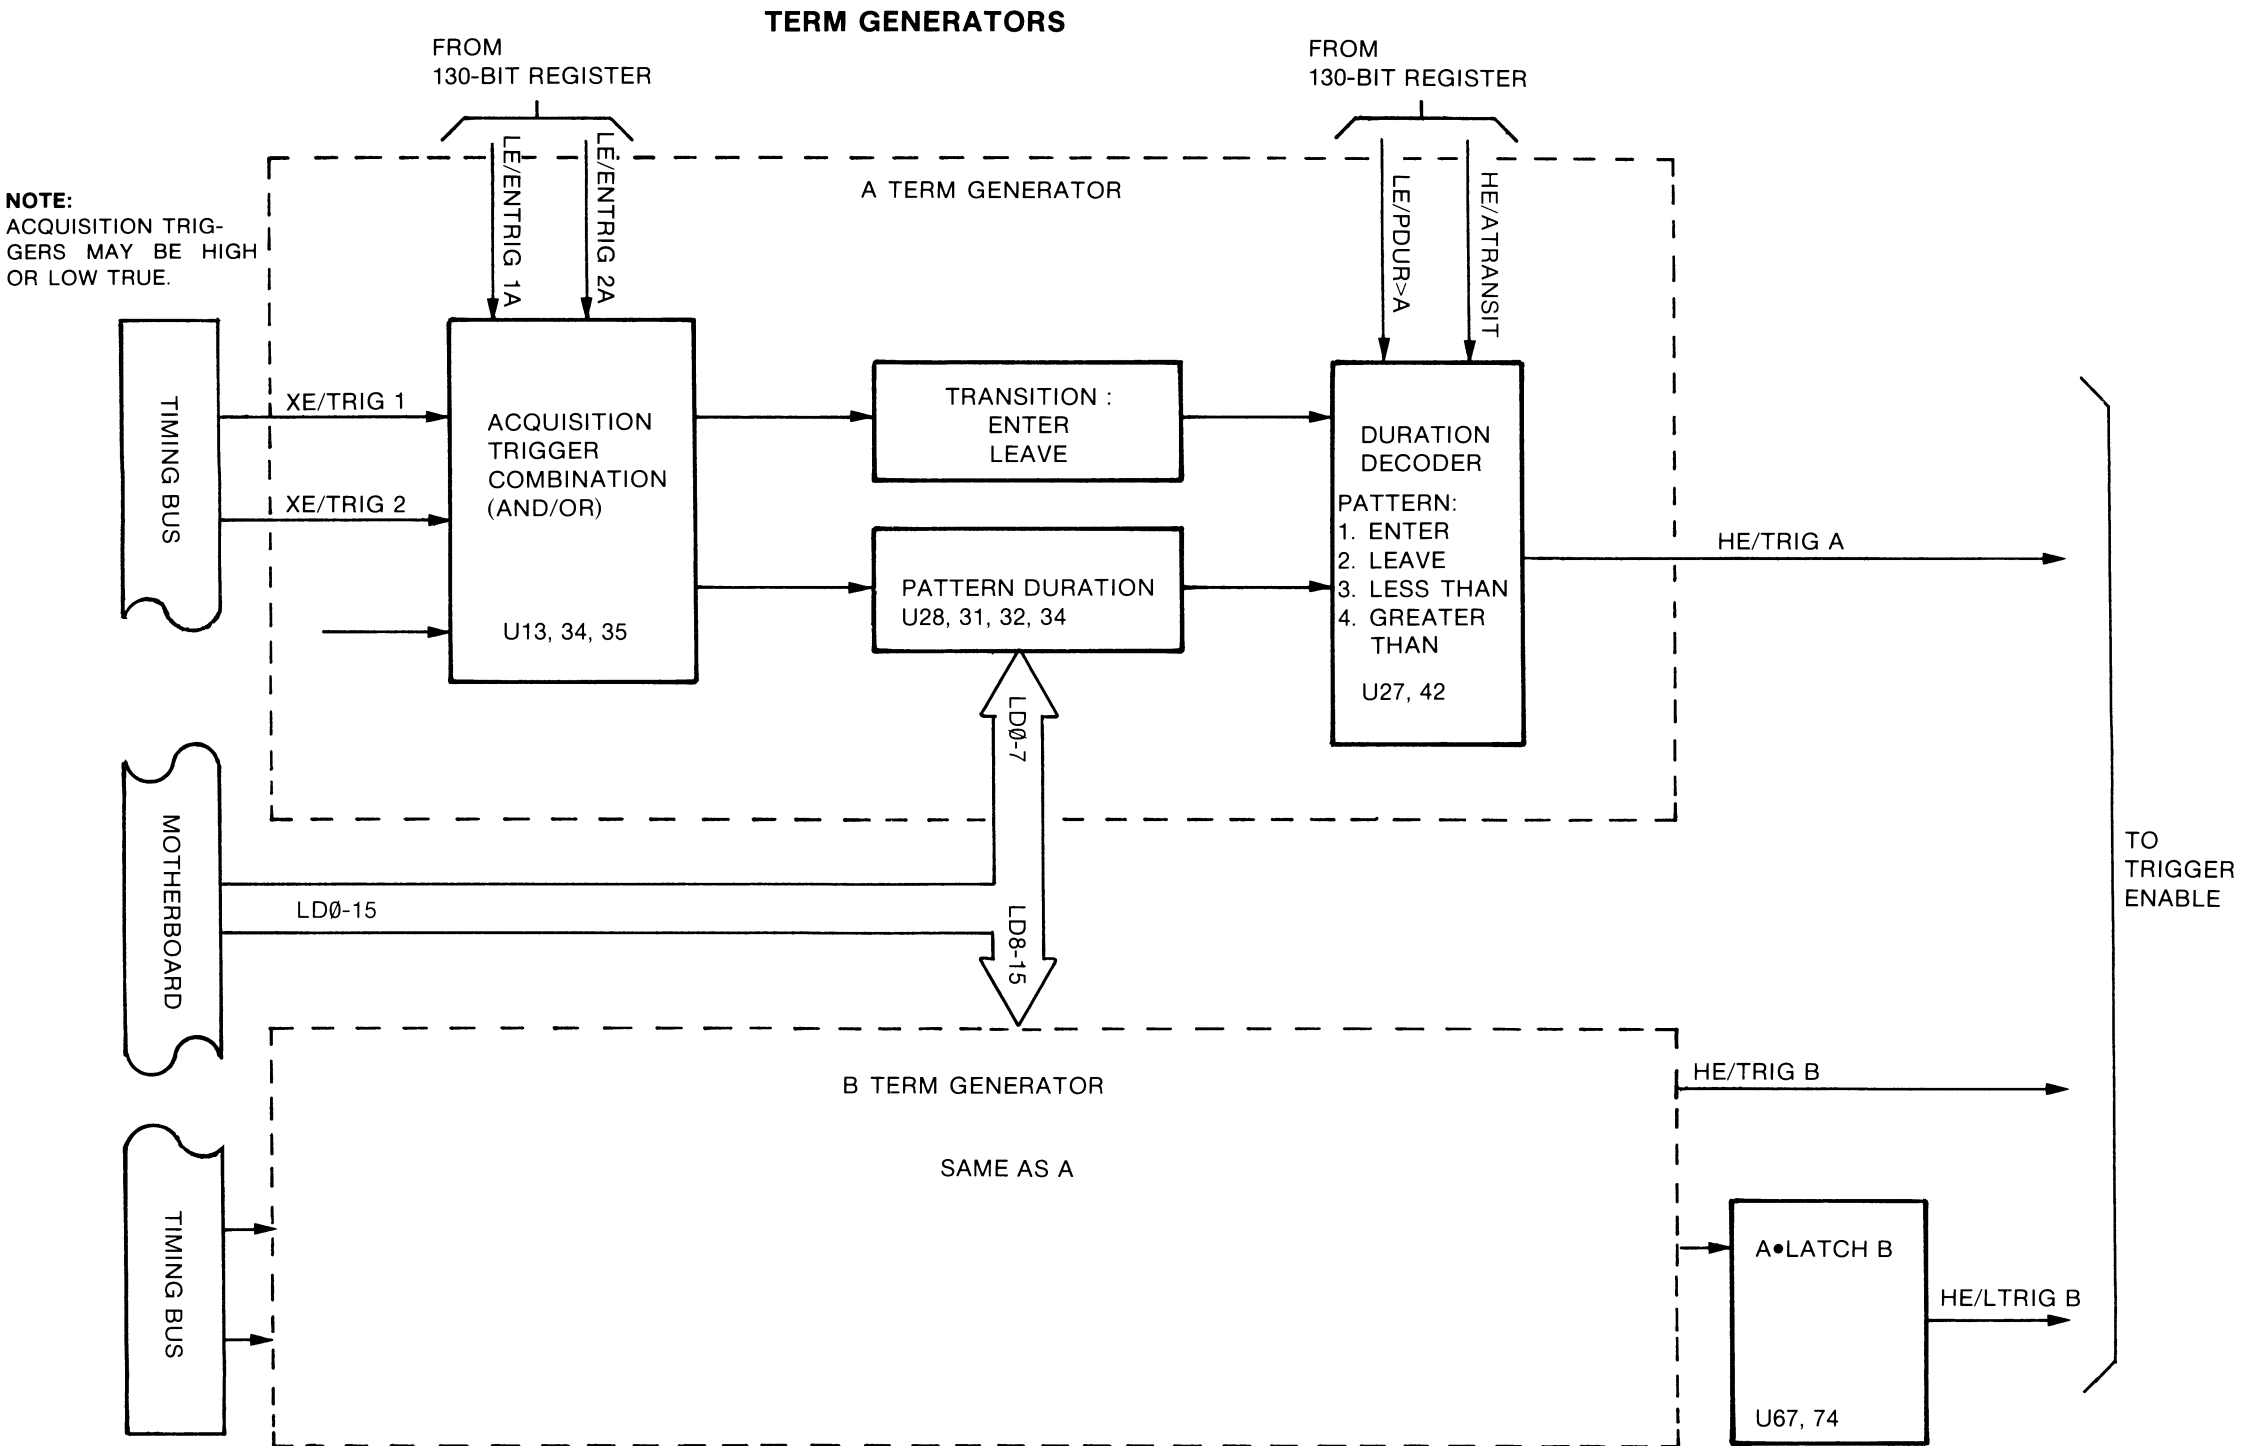 TERM GENERATORS
FROM
130-BIT REGISTER
FROM
130-BIT REGISTER
LE/ENTRIG 1A
LE/ENTRIG 2A
A TERM GENERATOR
LE/PDUR>A
HE/ATRANSIT
NOTE:
ACQUISITION TRIG-
GERS MAY BE HIGH
OR LOW TRUE.
TIMING BUS
XE/TRIG 1
XE/TRIG 2
ACQUISITION
TRIGGER
COMBINATION
(AND/OR)
U13, 34, 35
TRANSITION :
ENTER
LEAVE
PATTERN DURATION
U28, 31, 32, 34
DURATION
DECODER
PATTERN:
1. ENTER
2. LEAVE
3. LESS THAN
4. GREATER
THAN
U27, 42
HE/TRIG A
LDØ-7
MOTHERBOARD
LDØ-15
LD8-15
TO
TRIGGER
ENABLE
B TERM GENERATOR
SAME AS A
HE/TRIG B
TIMING BUS
A•LATCH B
U67, 74
HE/LTRIG B